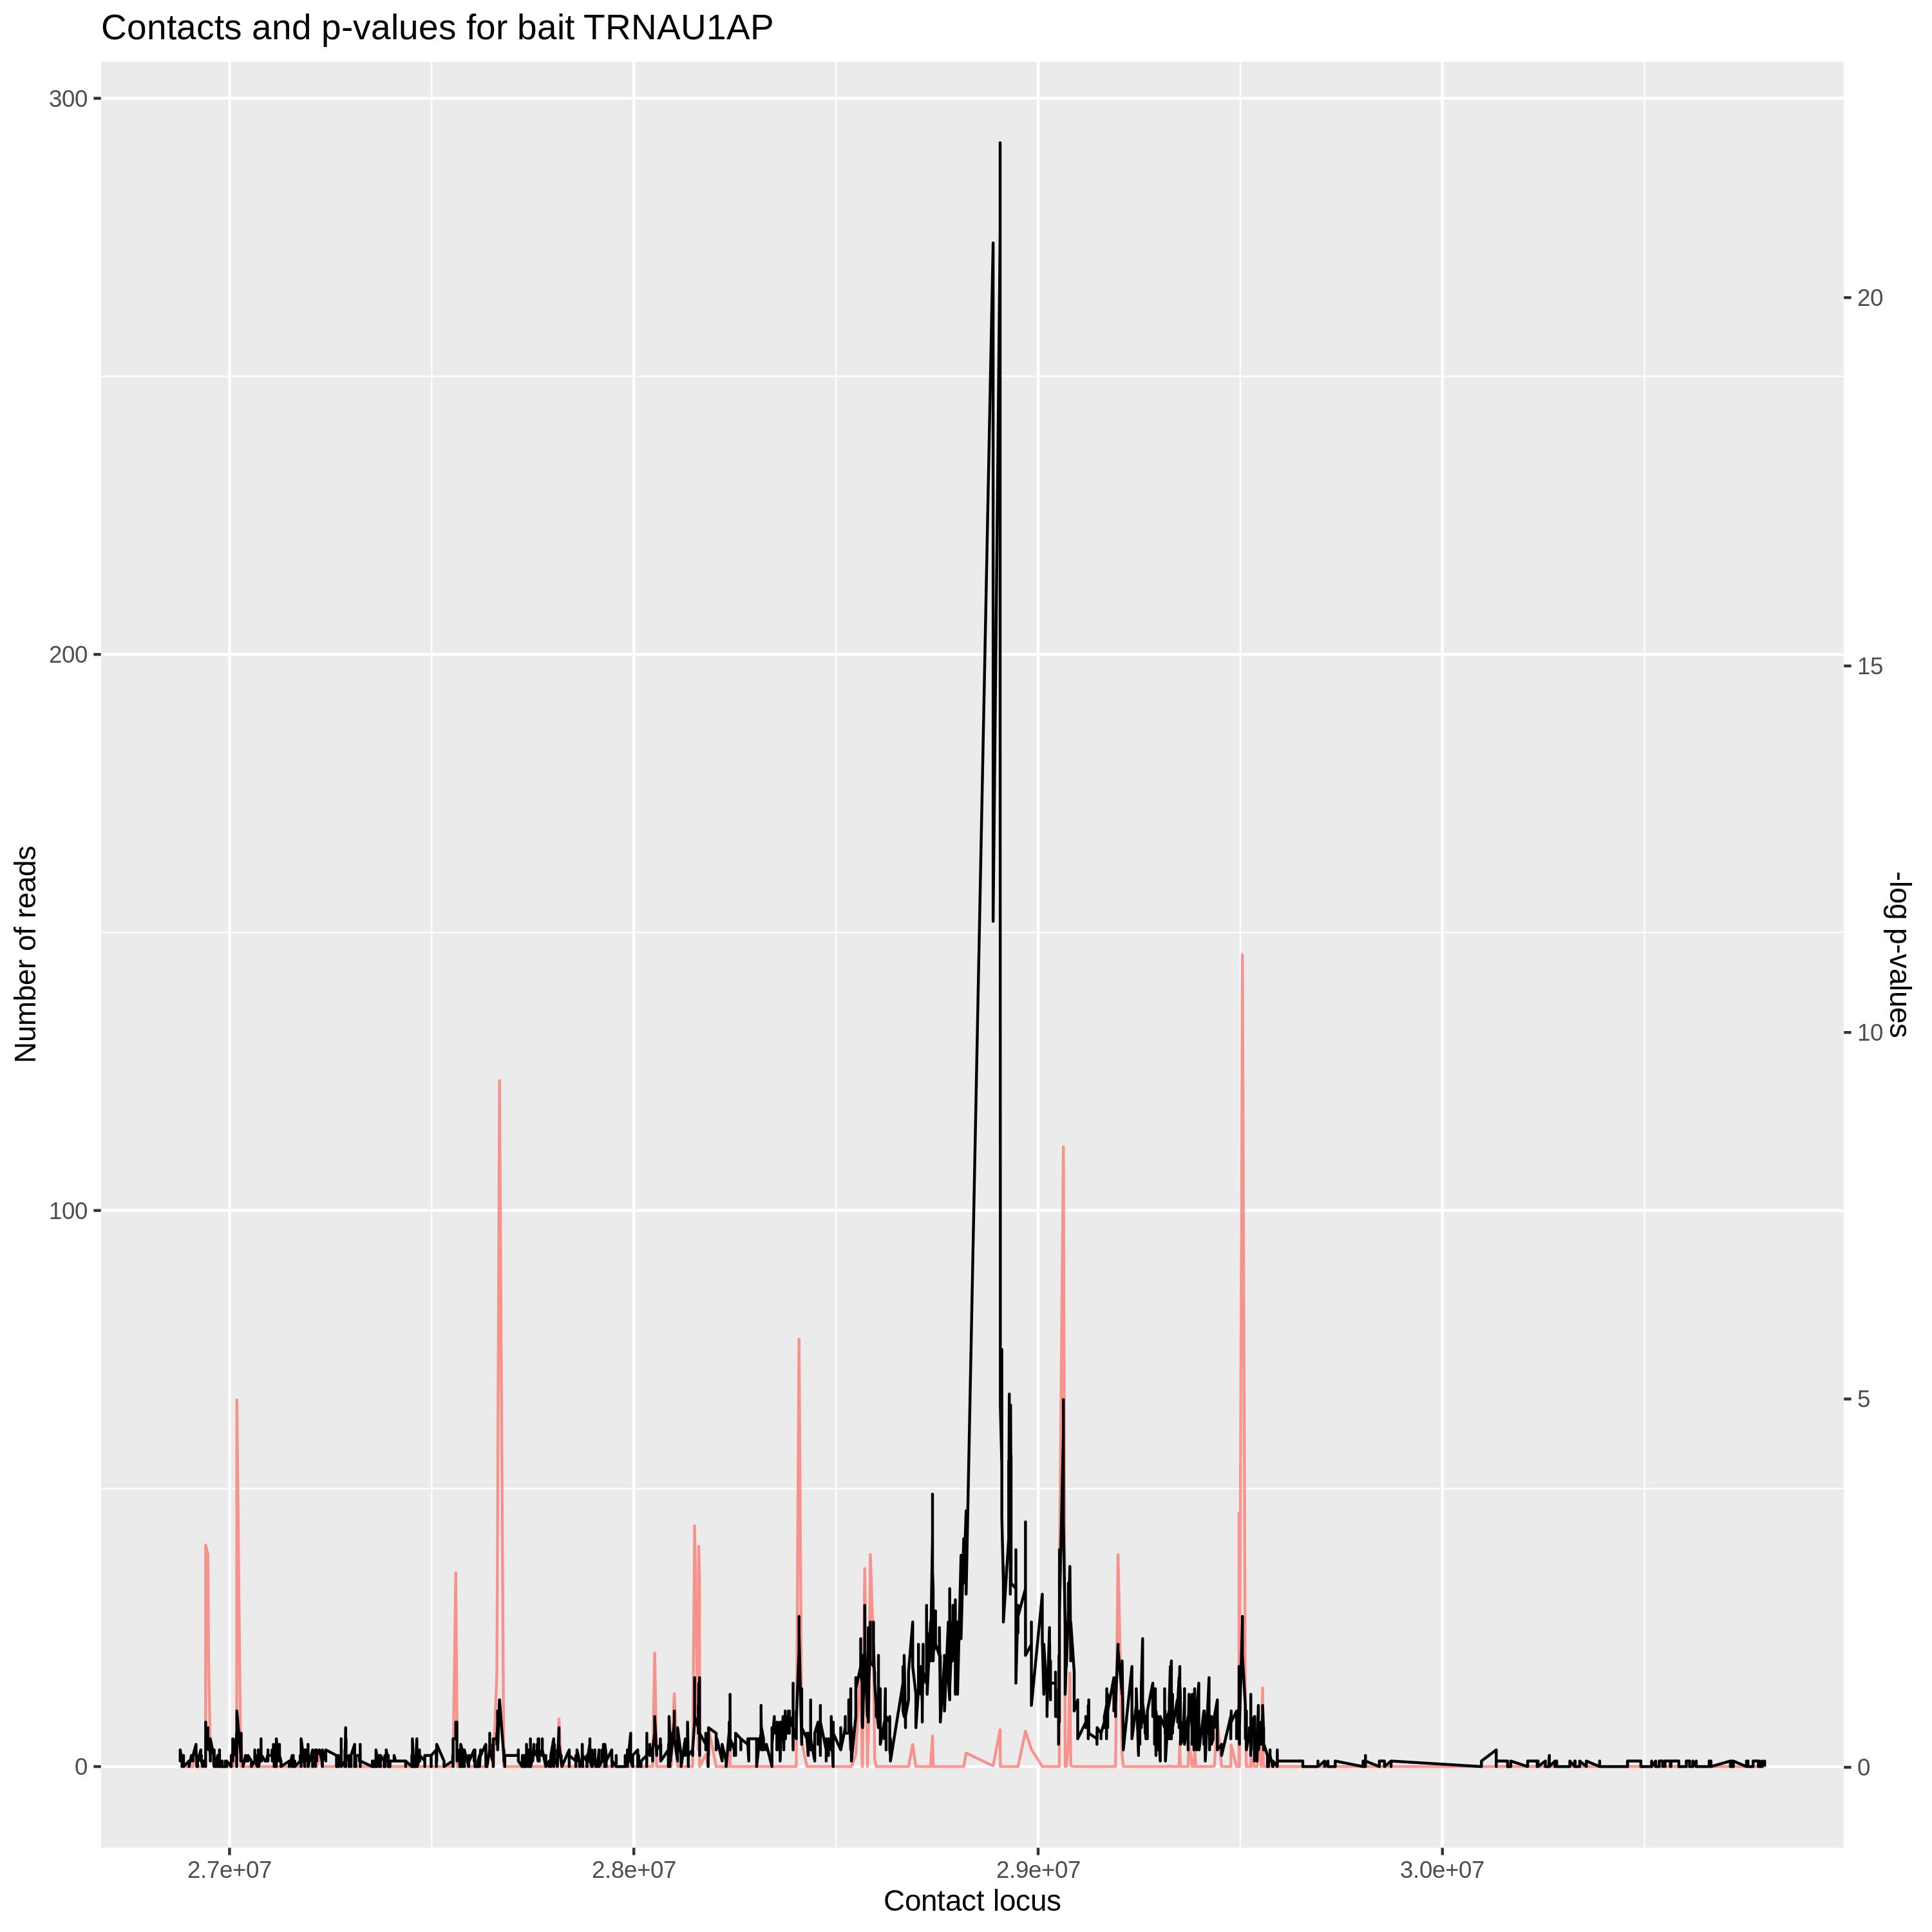 Contacts and p-values for bait TRNAU1AP
300
200
100
0
Number of reads
20
15
10
5
0
-log p-values
2.7e+07
2.8e+07
2.9e+07
3.0e+07
Contact locus